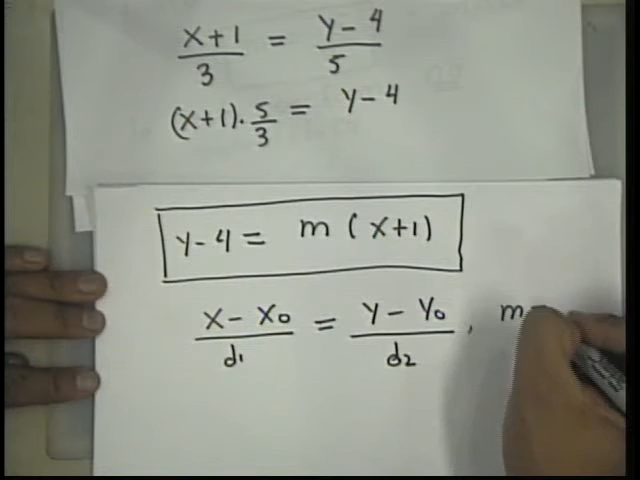 x+1/3 = y-4/5
(x+1)·5/3 = y-4
y-4 = m (x+1)
x-x₀/d₁ = y-y₀/d₂, m